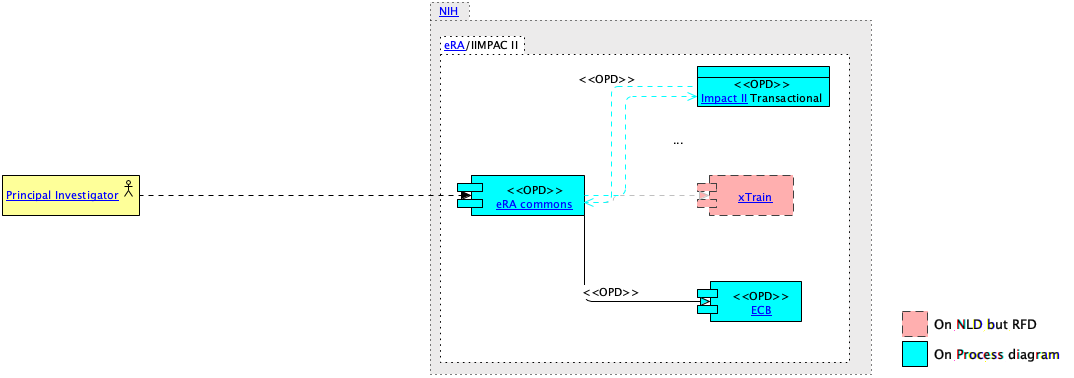 NIH
eRA/IIMPAC II
<<OPD>>
<<OPD>>
Impact II Transactional
...
Principal Investigator
<<OPD>>
eRA commons
xTrain
<<OPD>>
<<OPD>>
ECB
On NLD but RFD
On Process diagram